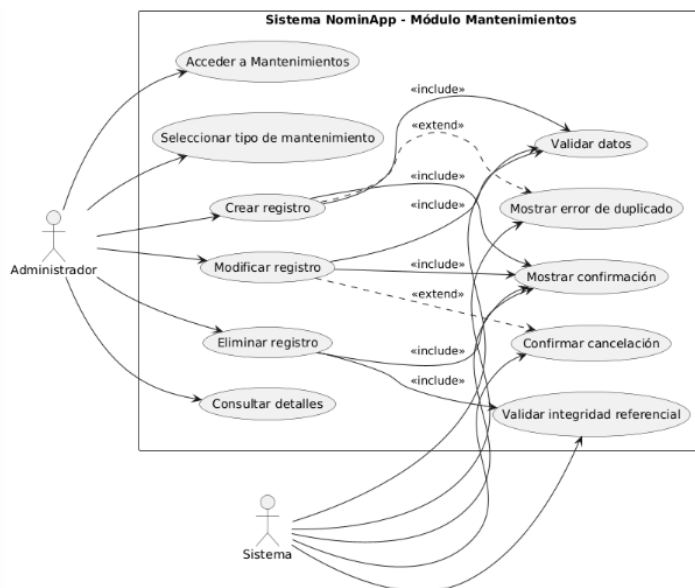 Sistema NominApp - Módulo Mantenimientos
Acceder a Mantenimientos
Seleccionar tipo de mantenimiento
Crear registro
Modificar registro
Eliminar registro
Consultar detalles
Administrador
«include»
«extend»
«include»
«include»
«include»
«extend»
«include»
«include»
Validar datos
Mostrar error de duplicado
Mostrar confirmación
Confirmar cancelación
Validar integridad referencial
Sistema